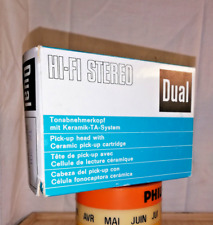 HI-FI STEREO
Dual
Dual
Tonabnehmerkopf
mit Keramik-TA-System
Pick-up head with
Ceramic pick-up cartridge
Tête de pick-up avec
Cellule de lecture céramique
Cabeza del pick-up con
Célula fonocaptora cerámica
PHIL
AVR MAI JUIN JU